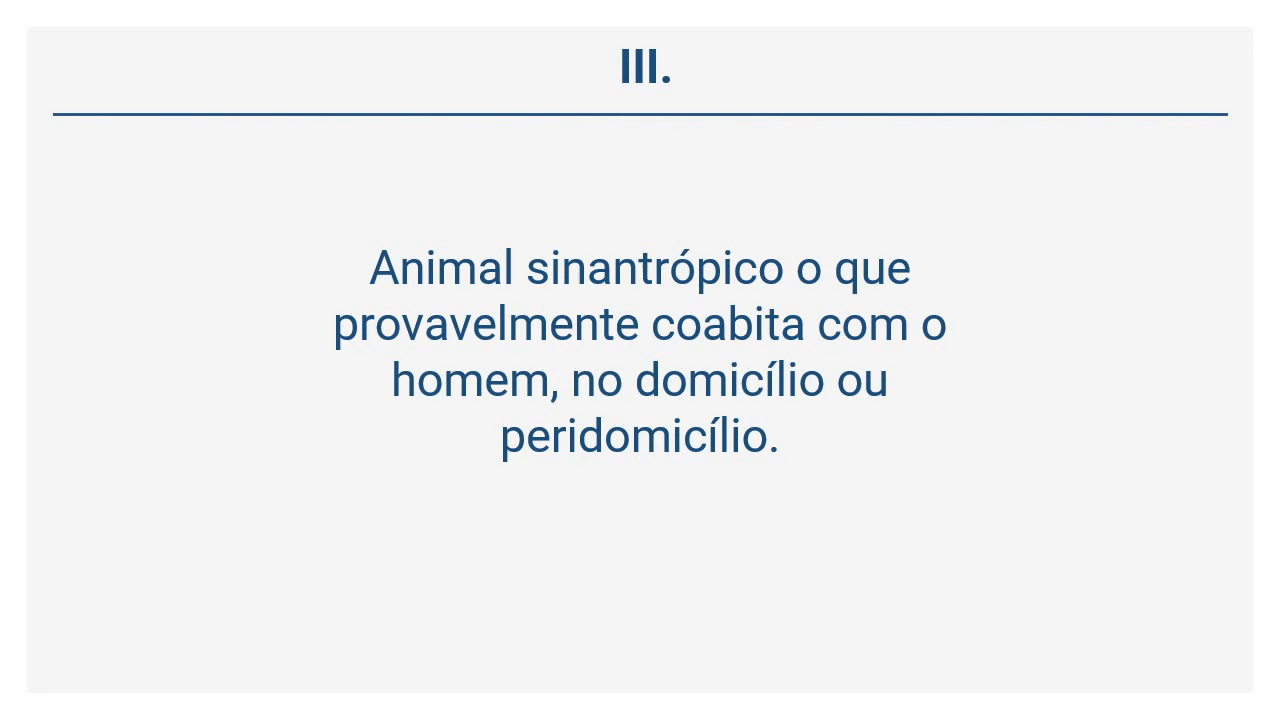 III.
Animal sinantrópico o que
provavelmente coabita com o
homem, no domicílio ou
peridomicílio.